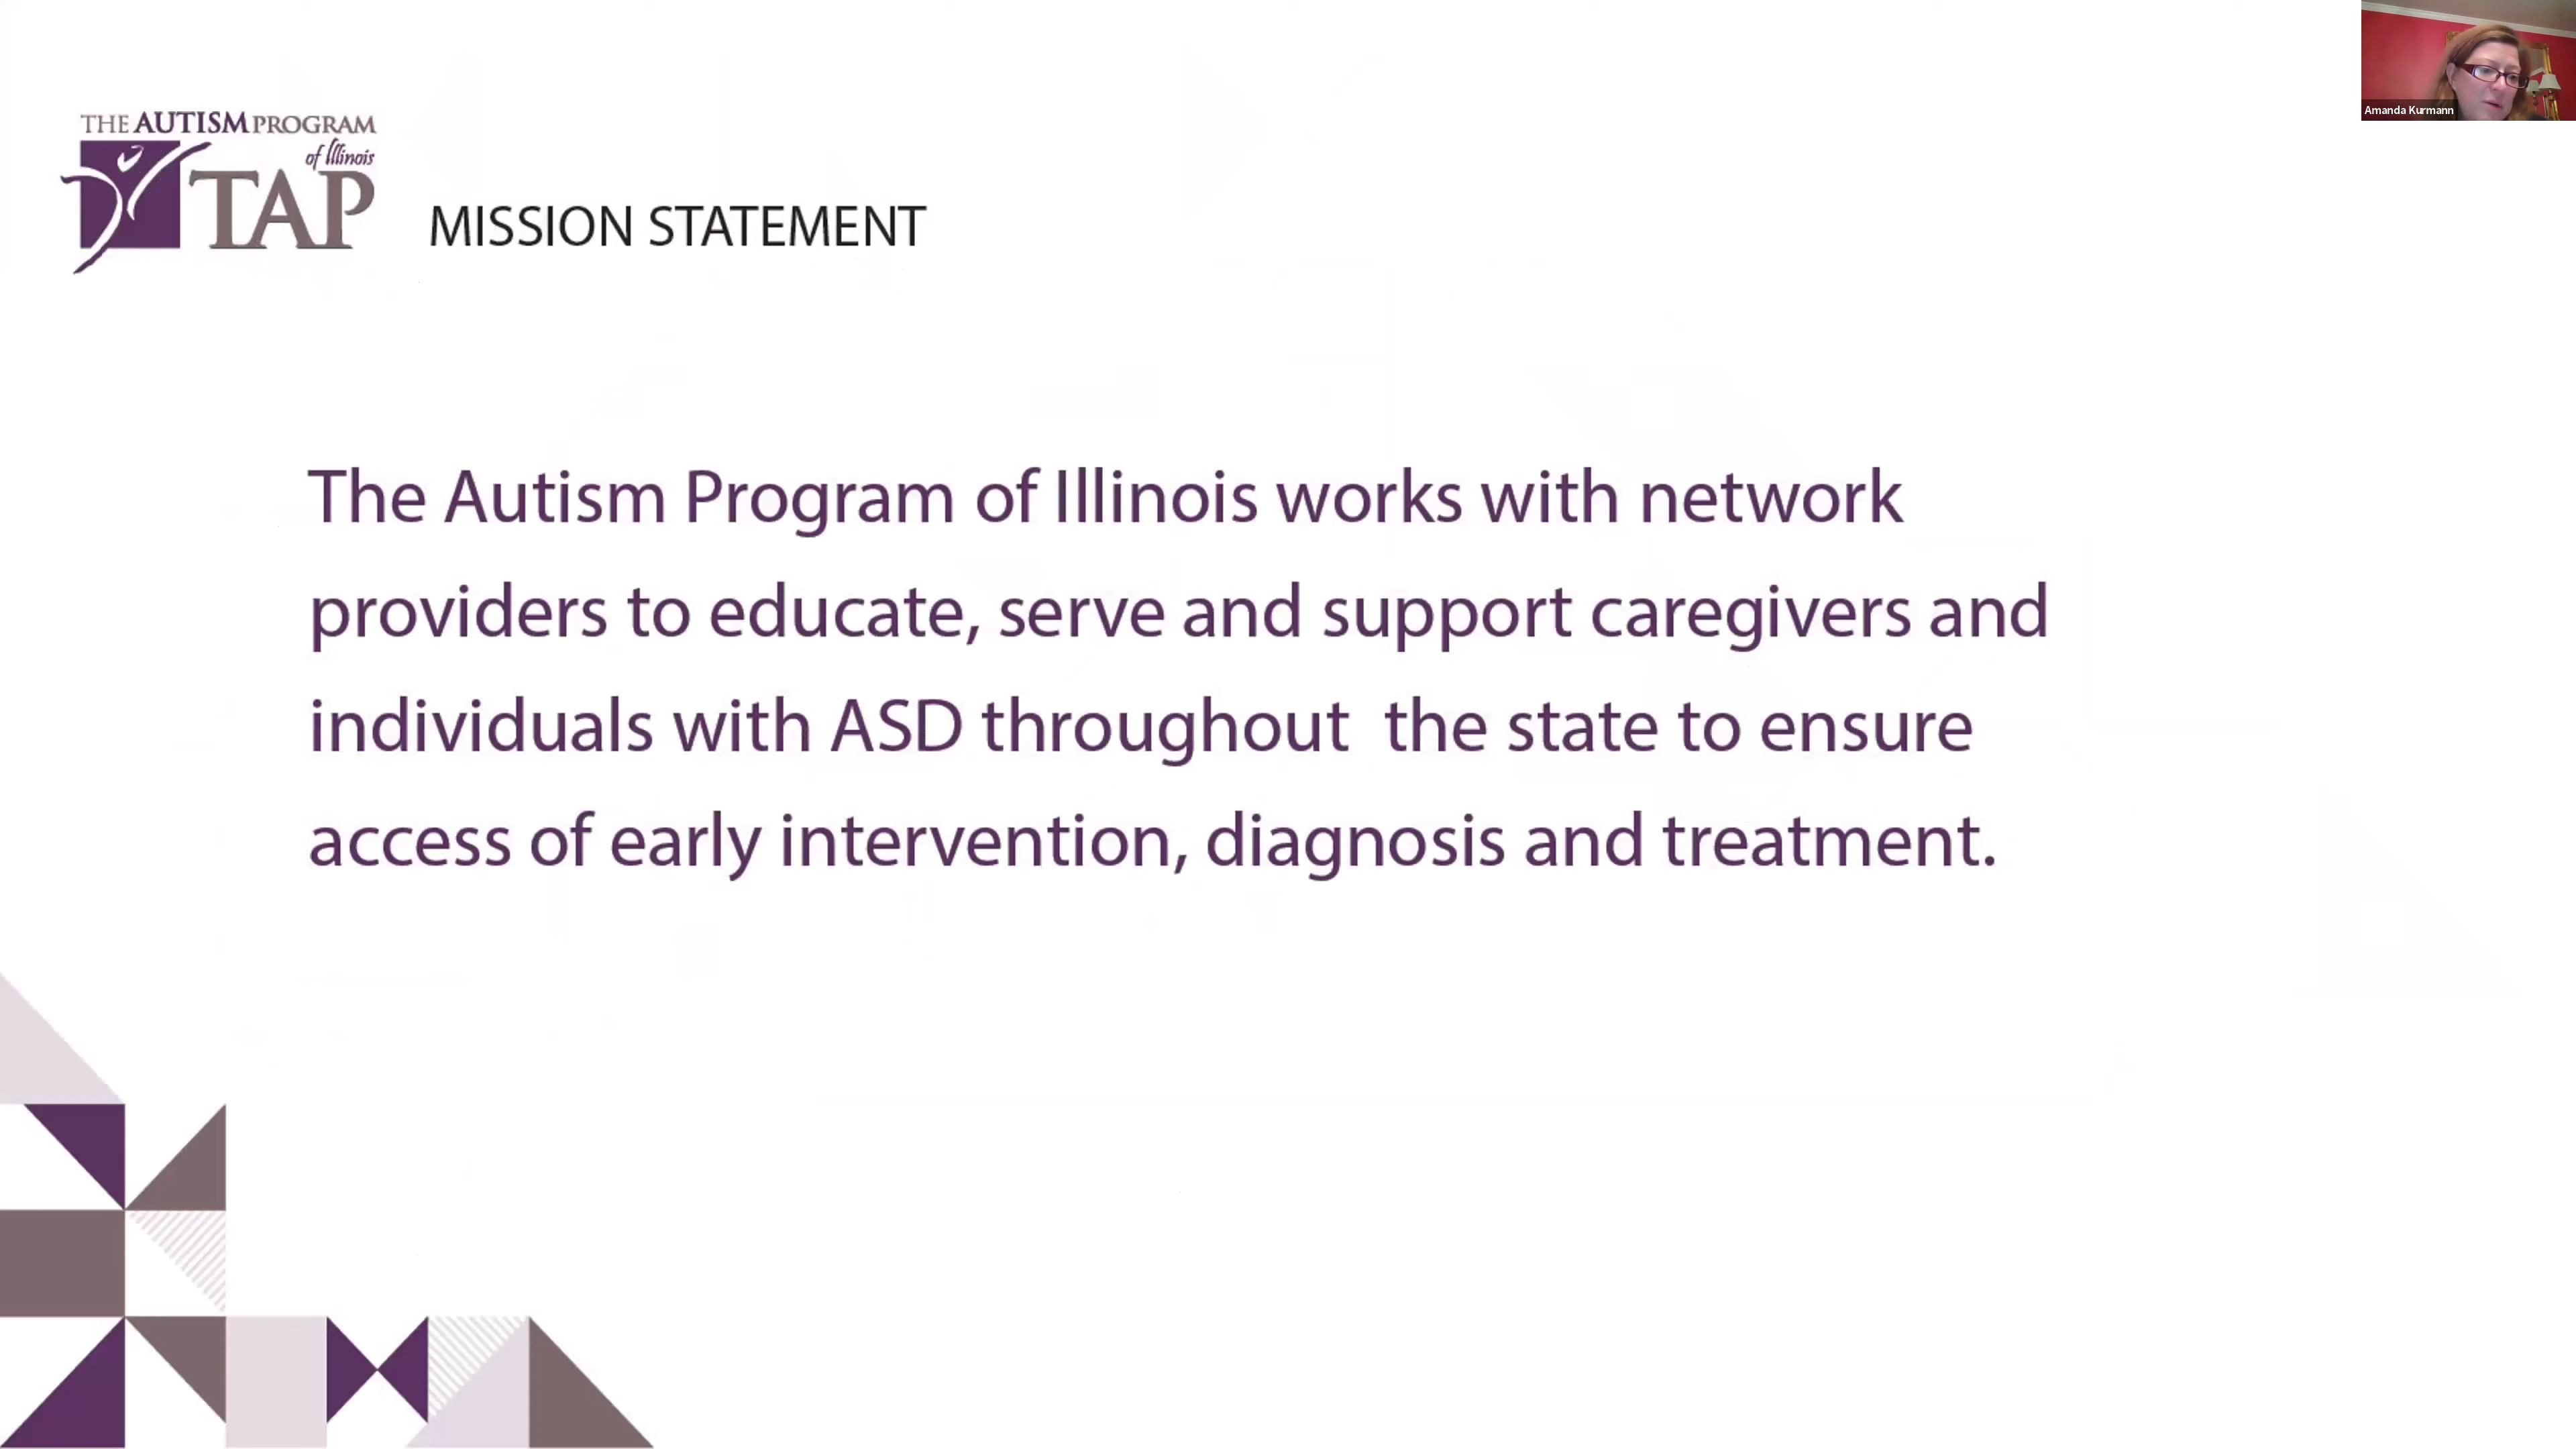 THE AUTISM PROGRAM
of Illinois
TAP
MISSION STATEMENT
Amanda Kurmann
The Autism Program of Illinois works with network
providers to educate, serve and support caregivers and
individuals with ASD throughout  the state to ensure
access of early intervention, diagnosis and treatment.